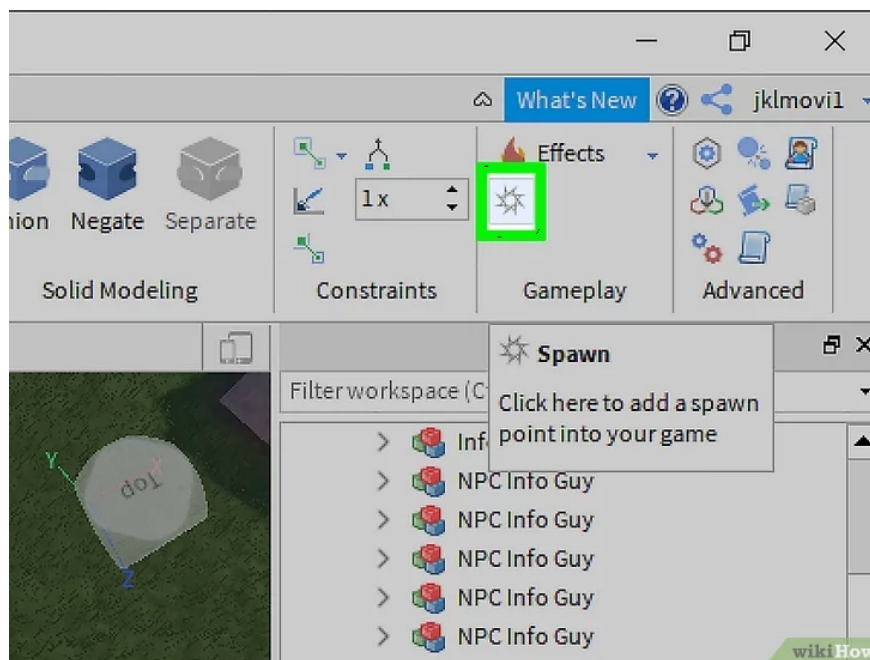 What's New
jklmovi1
Effects
nion Negate Separate
1x
Solid Modeling
Constraints
Gameplay
Advanced
Spawn
Click here to add a spawn
point into your game
Filter workspace (C
Inf
NPC Info Guy
NPC Info Guy
NPC Info Guy
NPC Info Guy
NPC Info Guy
Top
Y
X
Z
wikiHow